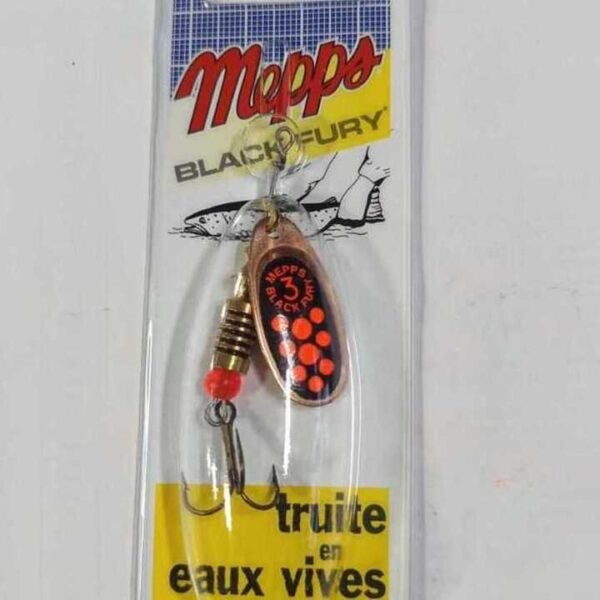 Mepps
BLACK FURY®
MEPPS
3
BLACK FURY
truite
en
eaux vives